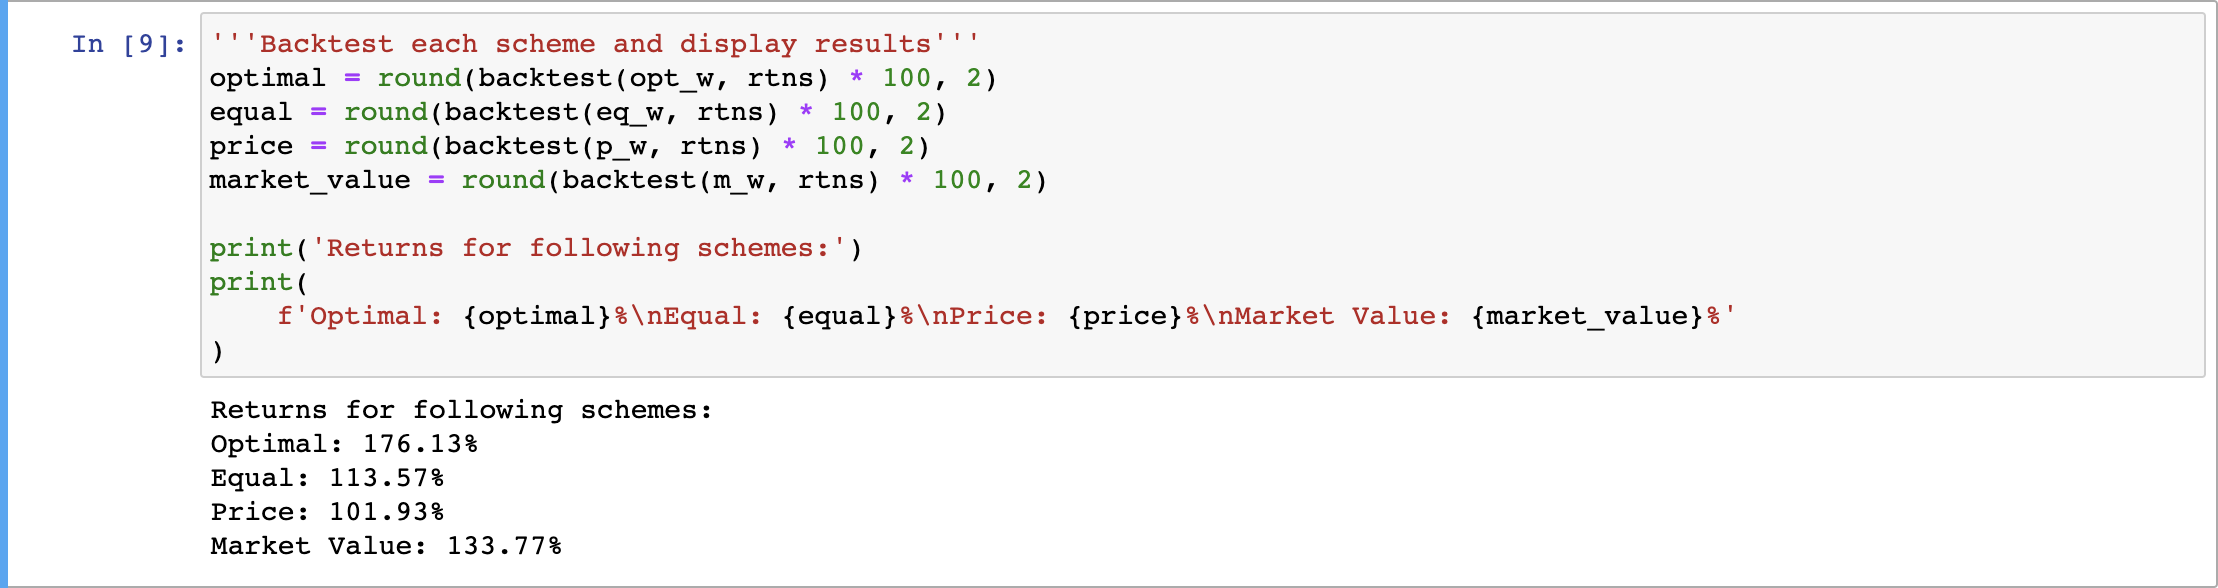 In [9]:
'''Backtest each scheme and display results'''
optimal = round(backtest(opt_w, rtns) * 100, 2)
equal = round(backtest(eq_w, rtns) * 100, 2)
price = round(backtest(p_w, rtns) * 100, 2)
market_value = round(backtest(m_w, rtns) * 100, 2)

print('Returns for following schemes:')
print(
    f'Optimal: {optimal}%\nEqual: {equal}%\nPrice: {price}%\nMarket Value: {market_value}%'
)
Returns for following schemes:
Optimal: 176.13%
Equal: 113.57%
Price: 101.93%
Market Value: 133.77%